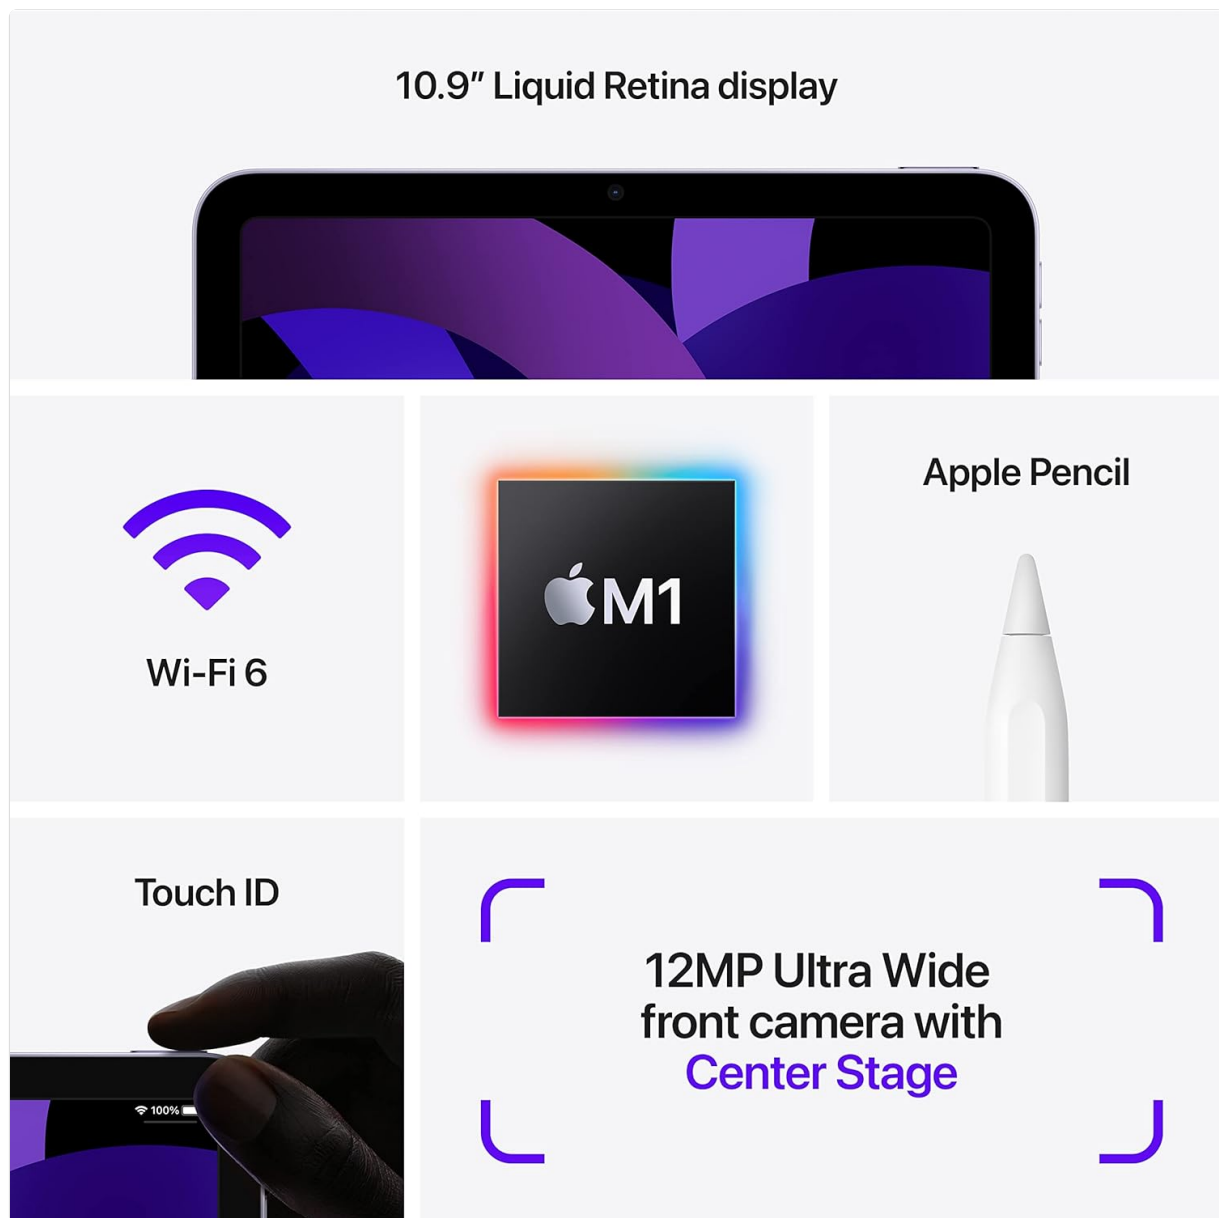 10.9” Liquid Retina display
Wi-Fi 6
M1
Apple Pencil
Touch ID
100%
12MP Ultra Wide
front camera with
Center Stage